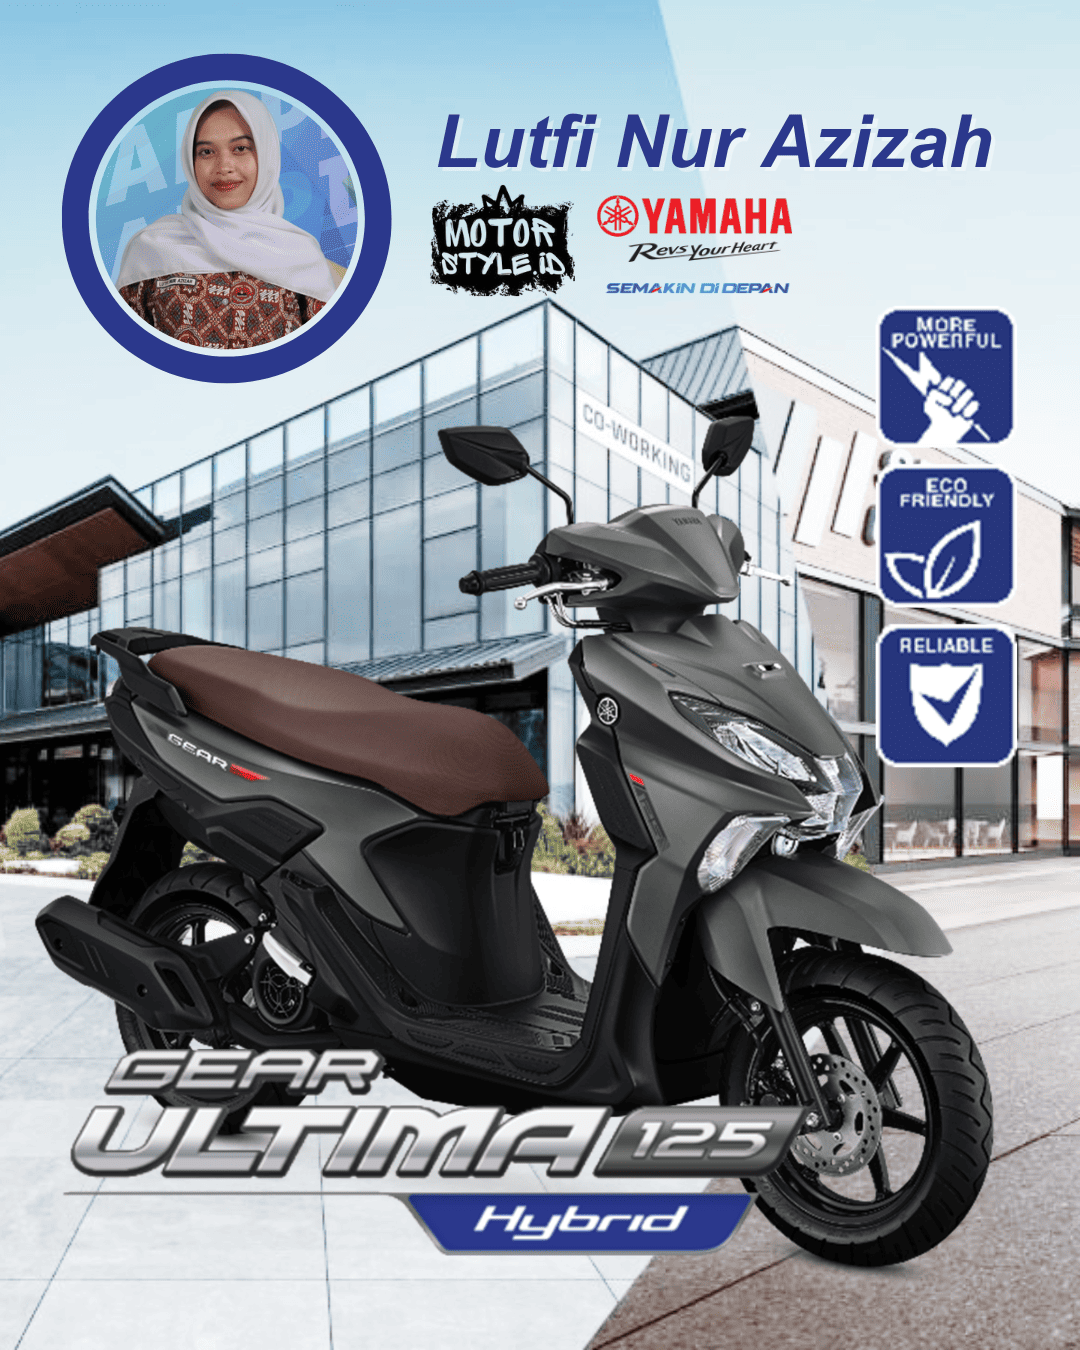 Lutfi Nur Azizah
MOTOR
STYLE.iD
YAMAHA
Revs Your Heart
SEMAKIN Di DEPAN
MORE
POWERFUL
CO-WORKING
ECO
FRIENDLY
YAMAHA
RELIABLE
GEAR
GEAR
ULTIMA 125
Hybrid